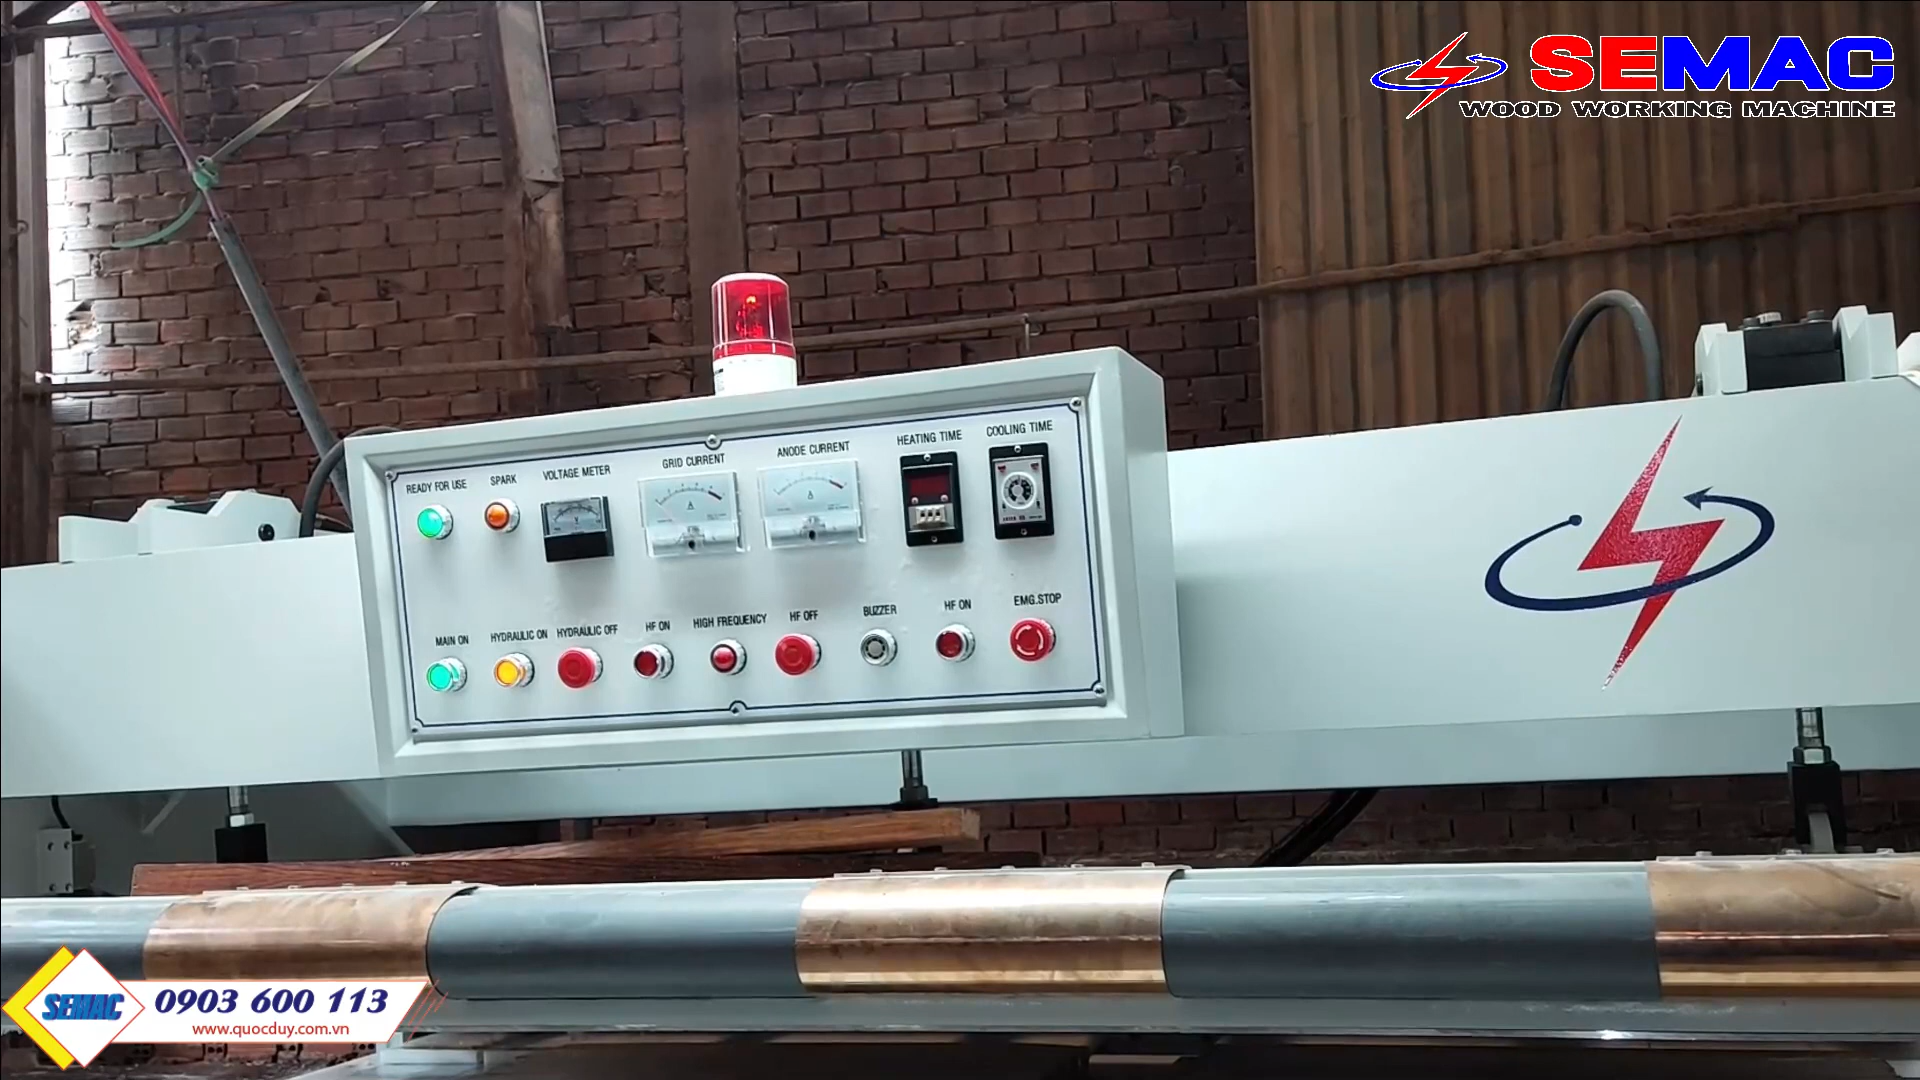 SEMAC
WOOD WORKING MACHINE
READY FOR USE
SPARK
VOLTAGE METER
GRID CURRENT
ANODE CURRENT
HEATING TIME
COOLING TIME
V
A
A
MAIN ON
HYDRAULIC ON
HYDRAULIC OFF
HF ON
HIGH FREQUENCY
HF OFF
BUZZER
HF ON
EMG.STOP
SEMAC
0903 600 113
www.quocduy.com.vn